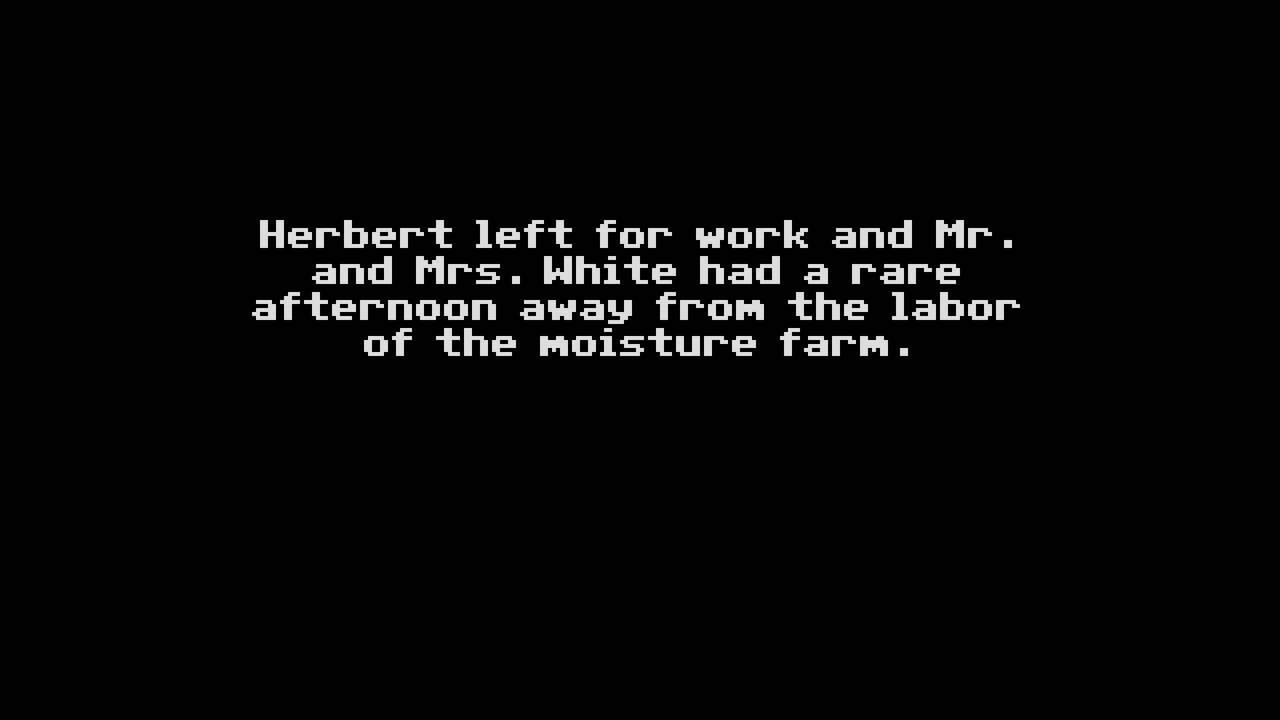 Herbert left for work and Mr.
and Mrs. White had a rare
afternoon away from the labor
of the moisture farm.